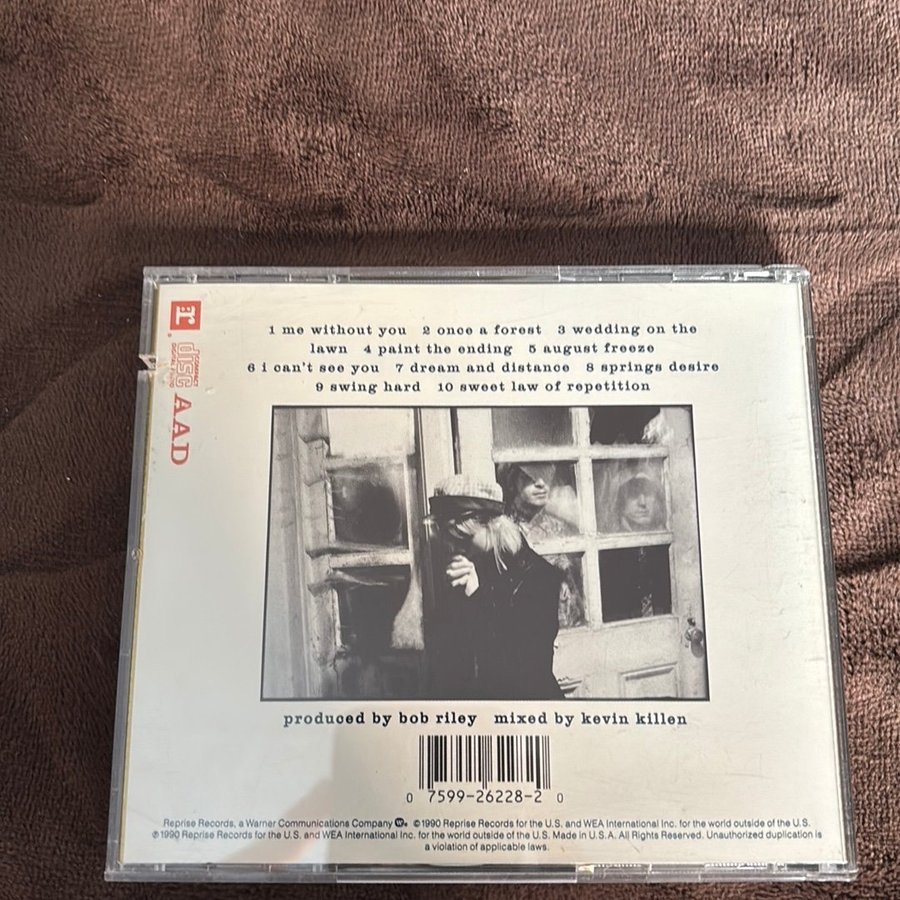 r
COMPACT
disc
DIGITAL AUDIO
AAD
1 me without you 2 once a forest 3 wedding on the
lawn 4 paint the ending 5 august freeze
6 i can't see you 7 dream and distance 8 springs desire
9 swing hard 10 sweet law of repetition
produced by bob riley mixed by kevin killen
0 7599-26228-2 0
Reprise Records, a Warner Communications Company W. ©1990 Reprise Records for the U.S. and WEA International Inc. for the world outside of the U.S.
℗1990 Reprise Records for the U.S. and WEA International Inc. for the world outside of the U.S. Made in U.S.A. All Rights Reserved. Unauthorized duplication is
a violation of applicable laws.